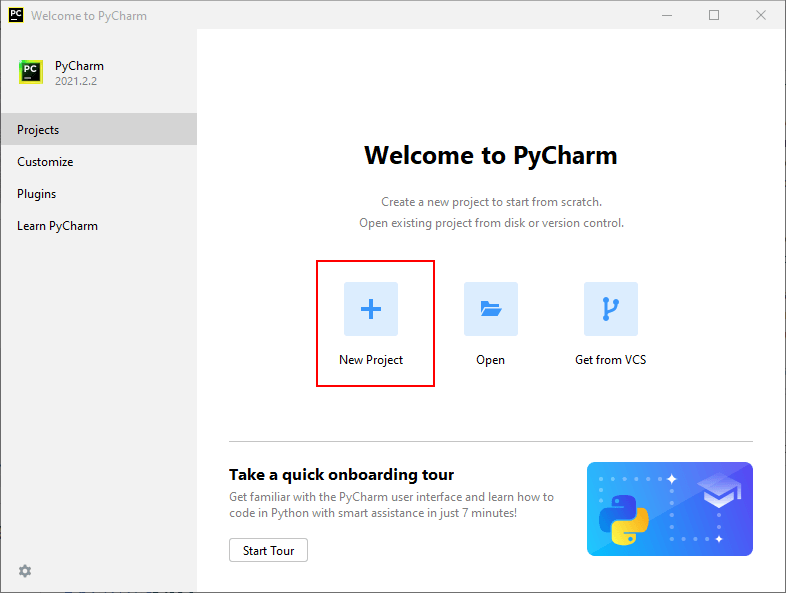 PC
Welcome to PyCharm
PC
PyCharm
2021.2.2
Projects
Customize
Plugins
Learn PyCharm
Welcome to PyCharm
Create a new project to start from scratch.
Open existing project from disk or version control.
New Project
Open
Get from VCS
Take a quick onboarding tour
Get familiar with the PyCharm user interface and learn how to
code in Python with smart assistance in just 7 minutes!
Start Tour